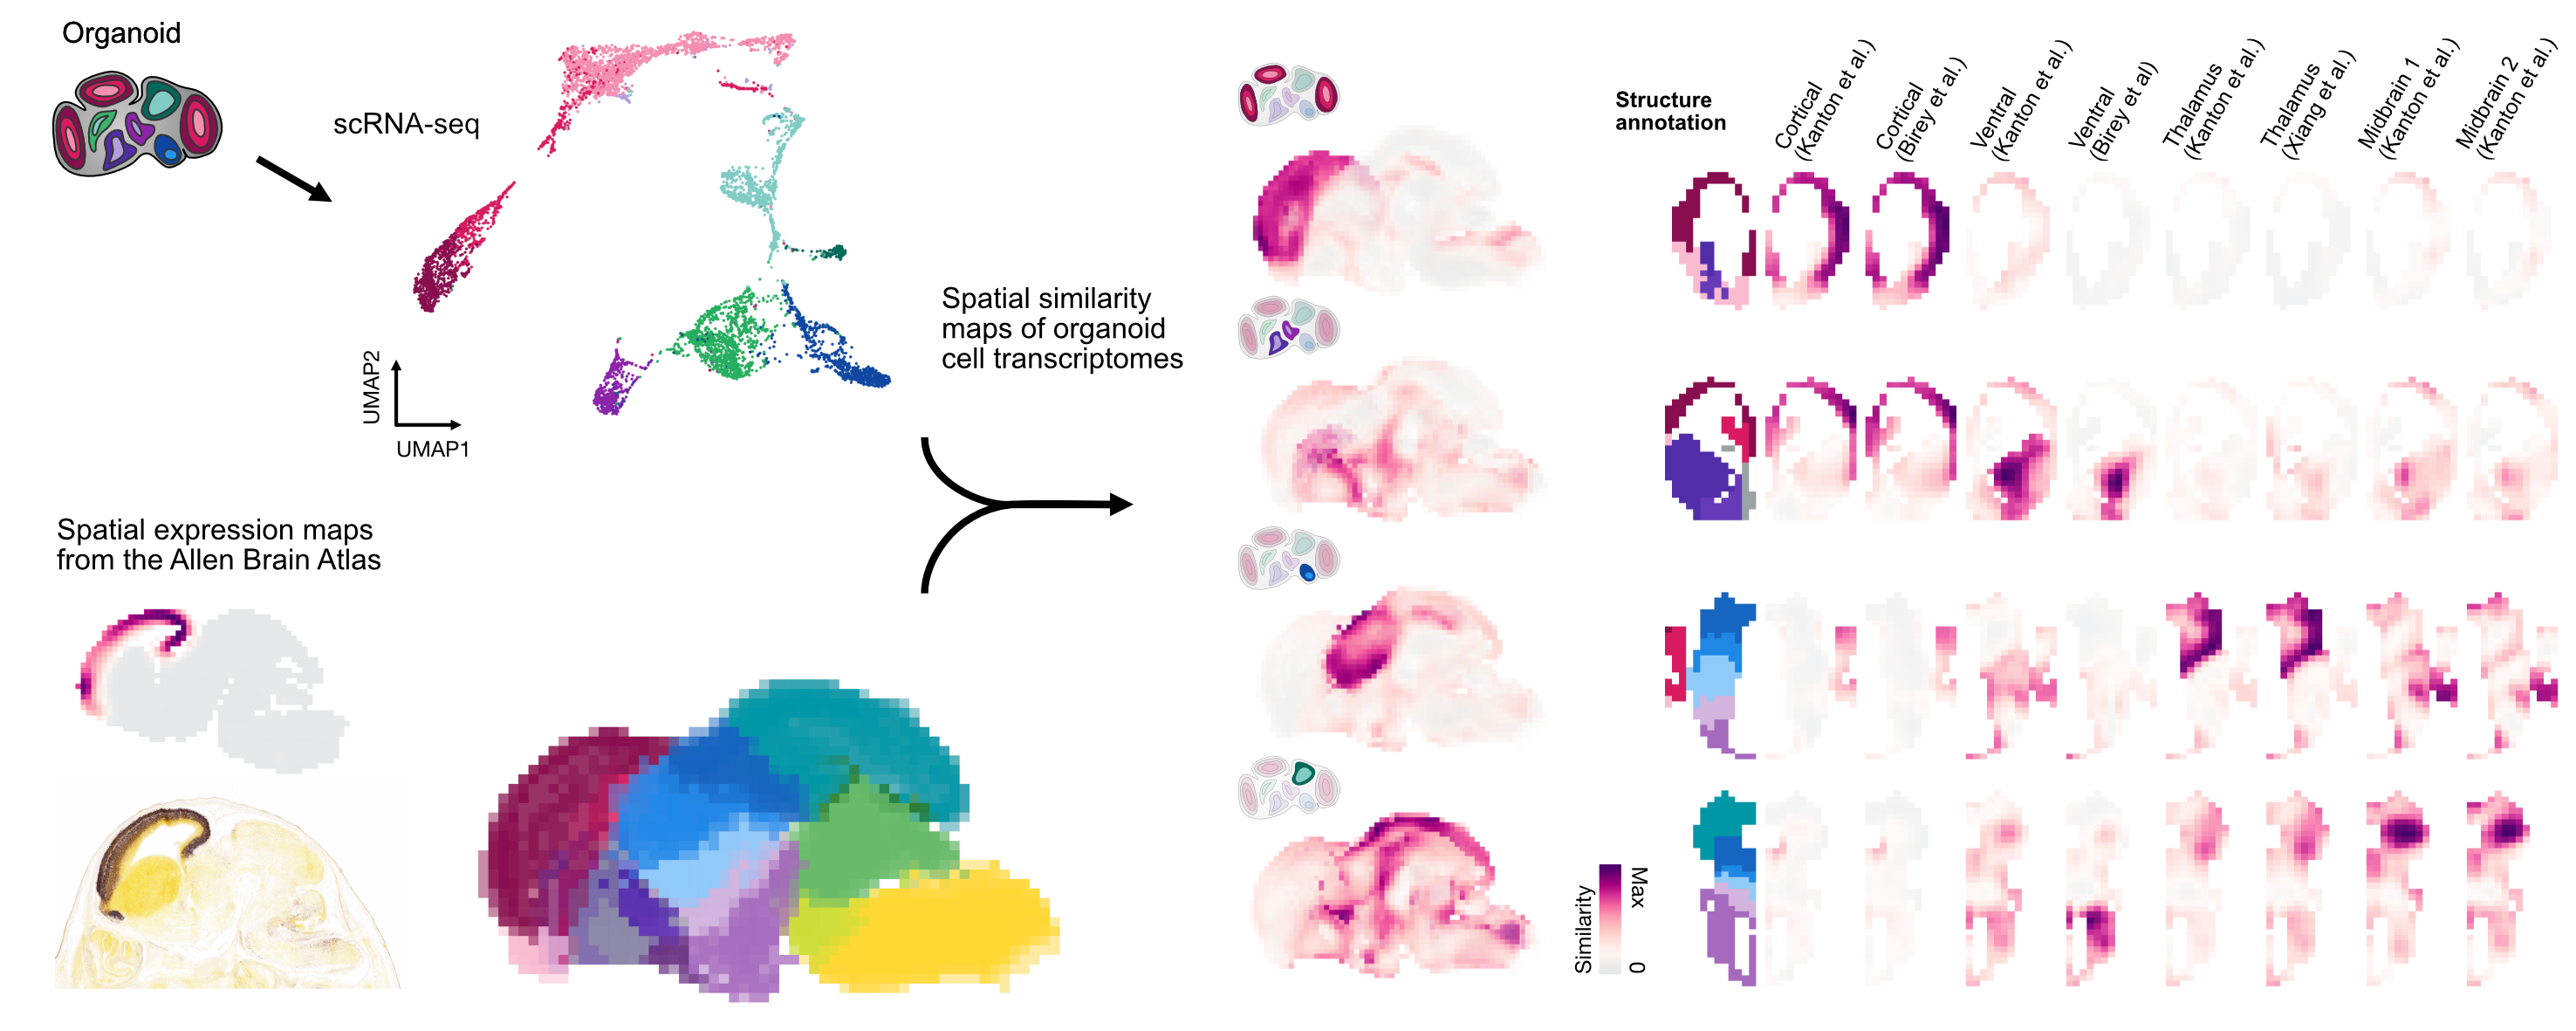 Organoid
scRNA-seq
UMAP2
UMAP1
Spatial expression maps
from the Allen Brain Atlas
Spatial similarity
maps of organoid
cell transcriptomes
Structure
annotation
Cortical
(Kanton et al.)
Cortical
(Birey et al.)
Ventral
(Kanton et al.)
Ventral
(Birey et al)
Thalamus
(Kanton et al.)
Thalamus
(Xiang et al.)
Midbrain 1
(Kanton et al.)
Midbrain 2
(Kanton et al.)
Similarity
Max
0